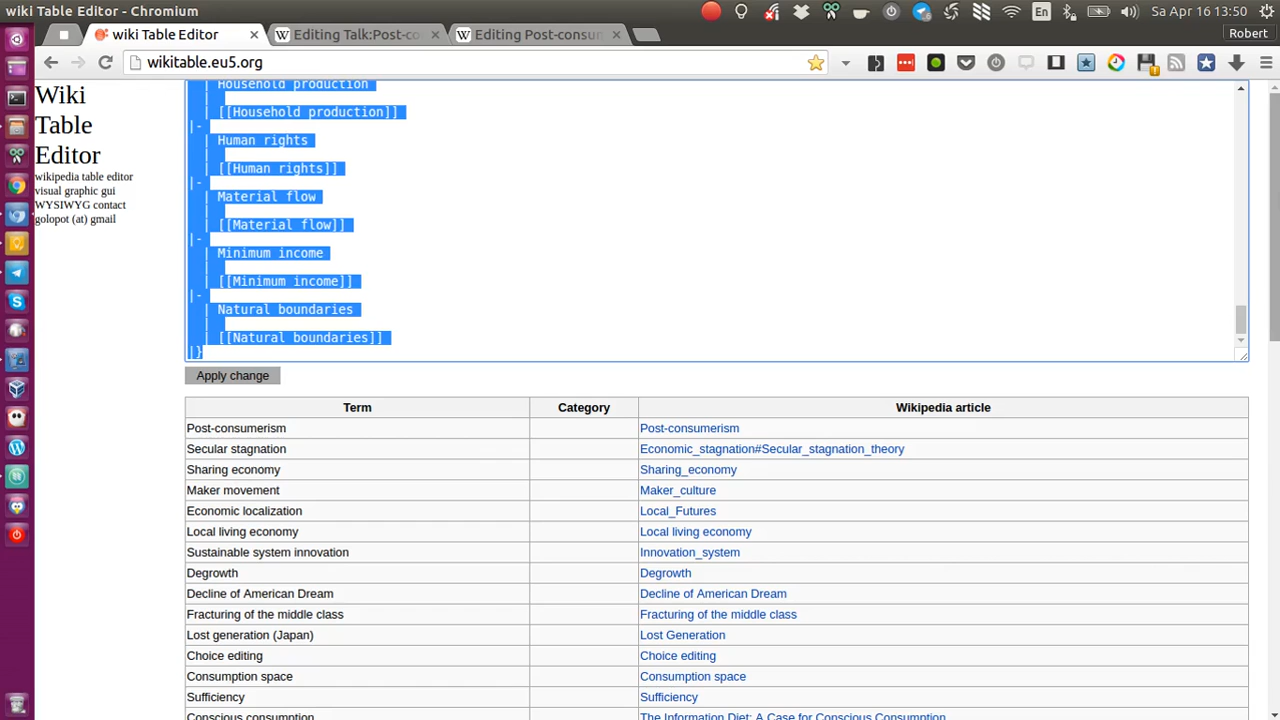 wiki Table Editor - Chromium
En
Sa Apr 16 13:50
wiki Table Editor
Editing Talk:Post-co
Editing Post-consun
Robert
wikitable.eu5.org
Wiki
Table
Editor
wikipedia table editor
visual graphic gui
WYSIWYG contact
golopot (at) gmail
| Household production
|
| [[Household production]]
|-
| Human rights
|
| [[Human rights]]
|-
| Material flow
|
| [[Material flow]]
|-
| Minimum income
|
| [[Minimum income]]
|-
| Natural boundaries
|
| [[Natural boundaries]]
|}
Apply change
Term Category Wikipedia article
Post-consumerism Post-consumerism
Secular stagnation Economic_stagnation#Secular_stagnation_theory
Sharing economy Sharing_economy
Maker movement Maker_culture
Economic localization Local_Futures
Local living economy Local living economy
Sustainable system innovation Innovation_system
Degrowth Degrowth
Decline of American Dream Decline of American Dream
Fracturing of the middle class Fracturing of the middle class
Lost generation (Japan) Lost Generation
Choice editing Choice editing
Consumption space Consumption space
Sufficiency Sufficiency
Conscious consumption The Information Diet: A Case for Conscious Consumption